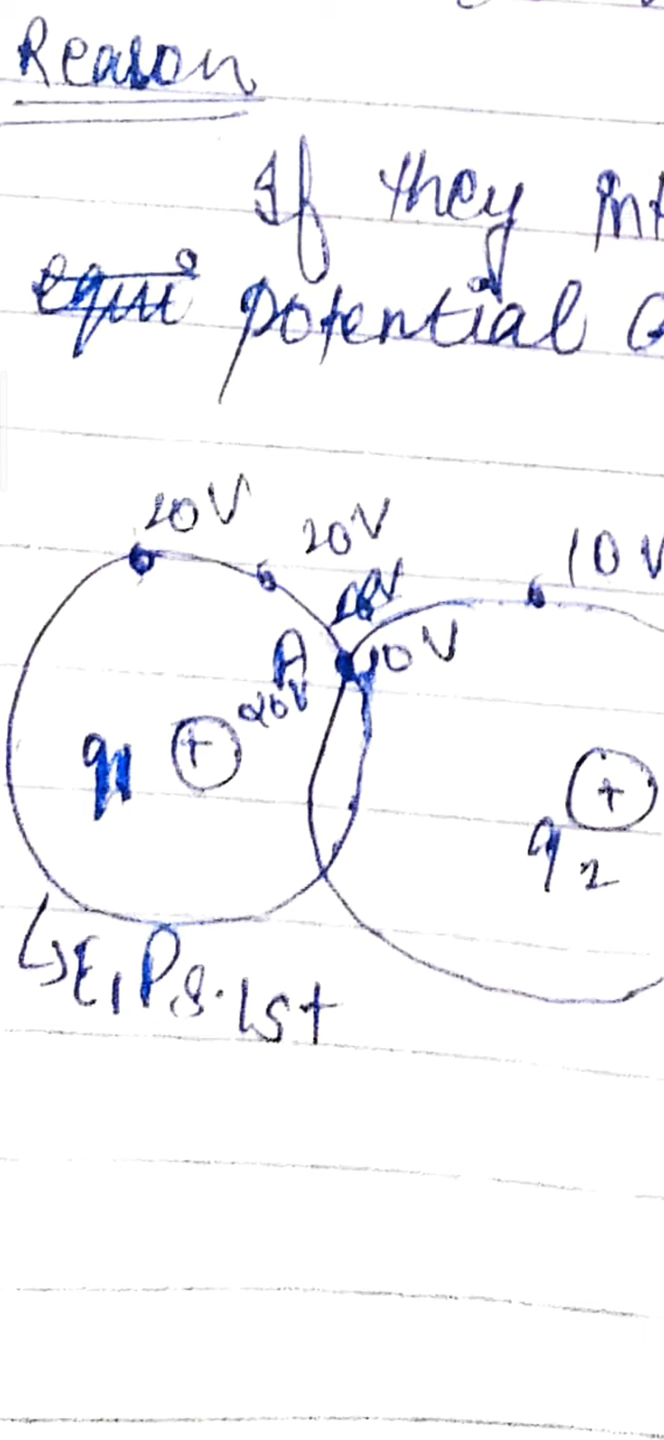 Reason
If they int
equi potential a
20V
20V
10V
A
10V
20V
q1 +
+
q2
↳E,P.S.1st